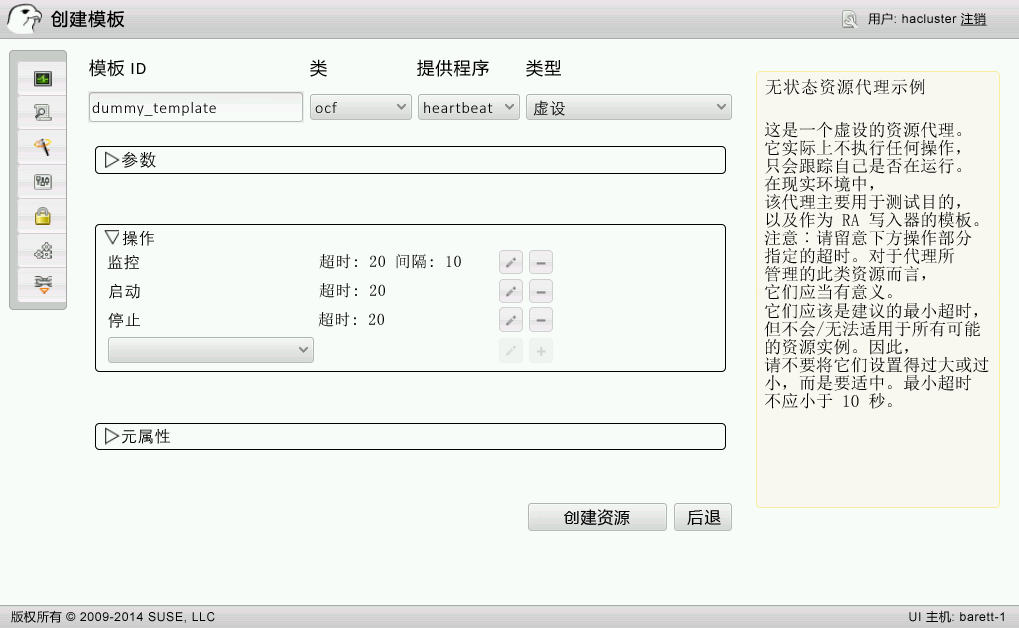 创建模板
用户: hacluster 注销
模板 ID
类
提供程序
类型
dummy_template
ocf
heartbeat
虚设
参数
操作
监控 超时: 20 间隔: 10
启动 超时: 20
停止 超时: 20
元属性
创建资源
后退
无状态资源代理示例
这是一个虚设的资源代理。
它实际上不执行任何操作，
只会跟踪自己是否在运行。
在现实环境中，
该代理主要用于测试目的，
以及作为 RA 写入器的模板。
注意：请留意下方操作部分
指定的超时。对于代理所
管理的此类资源而言，
它们应当有意义。
它们应该是建议的最小超时，
但不会/无法适用于所有可能
的资源实例。因此，
请不要将它们设置得过大或过
小，而是要适中。最小超时
不应小于 10 秒。
版权所有 © 2009-2014 SUSE, LLC
UI 主机: barett-1